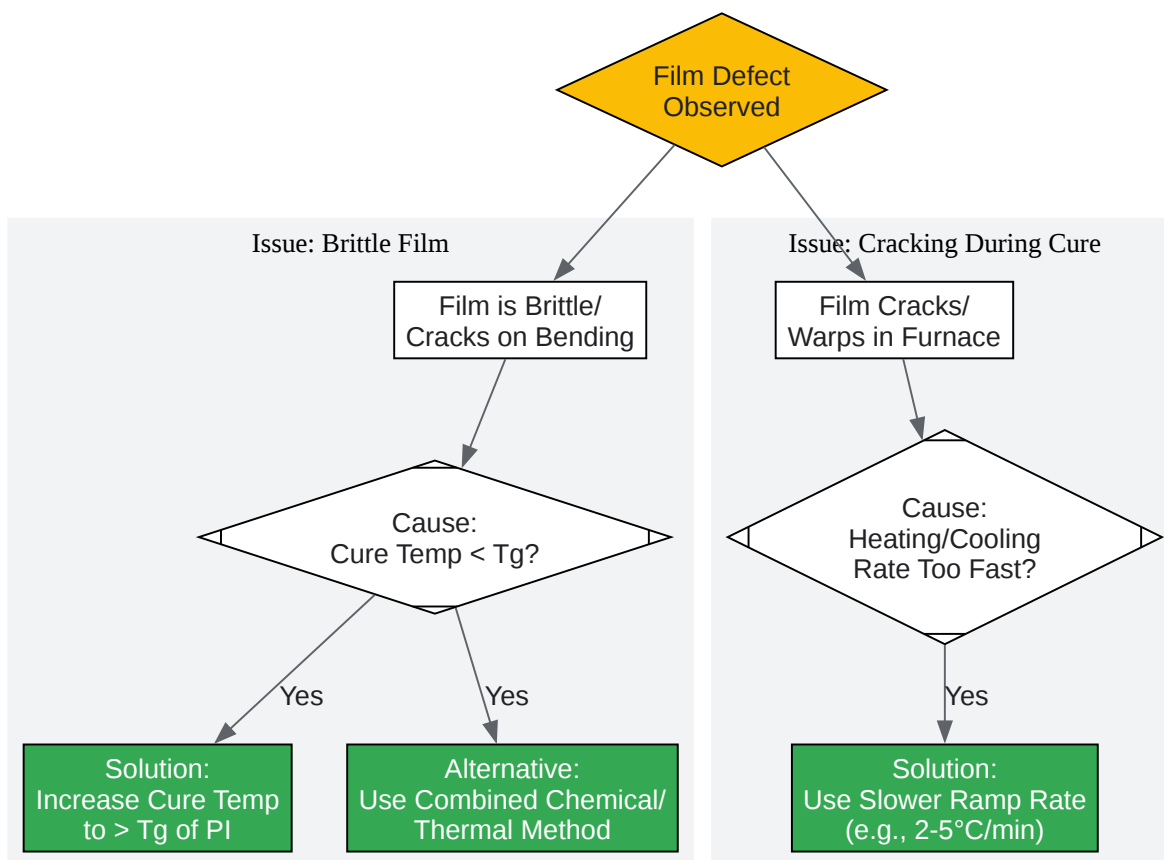 Film Defect
Observed
Issue: Brittle Film
Issue: Cracking During Cure
Film is Brittle/
Cracks on Bending
Film Cracks/
Warps in Furnace
Cause:
Cure Temp < Tg?
Cause:
Heating/Cooling
Rate Too Fast?
Yes
Yes
Yes
Solution:
Increase Cure Temp
to > Tg of PI
Alternative:
Use Combined Chemical/
Thermal Method
Solution:
Use Slower Ramp Rate
(e.g., 2-5°C/min)